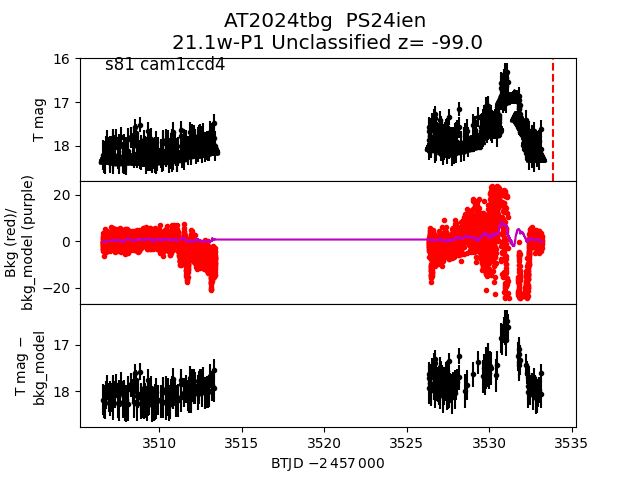 AT2024tbg  PS24ien
21.1w-P1 Unclassified z= -99.0
s81 cam1ccd4
16
17
18
T mag
20
0
−20
Bkg (red)/
bkg_model (purple)
17
18
T mag −
bkg_model
3510
3515
3520
3525
3530
3535
BTJD −2 457 000